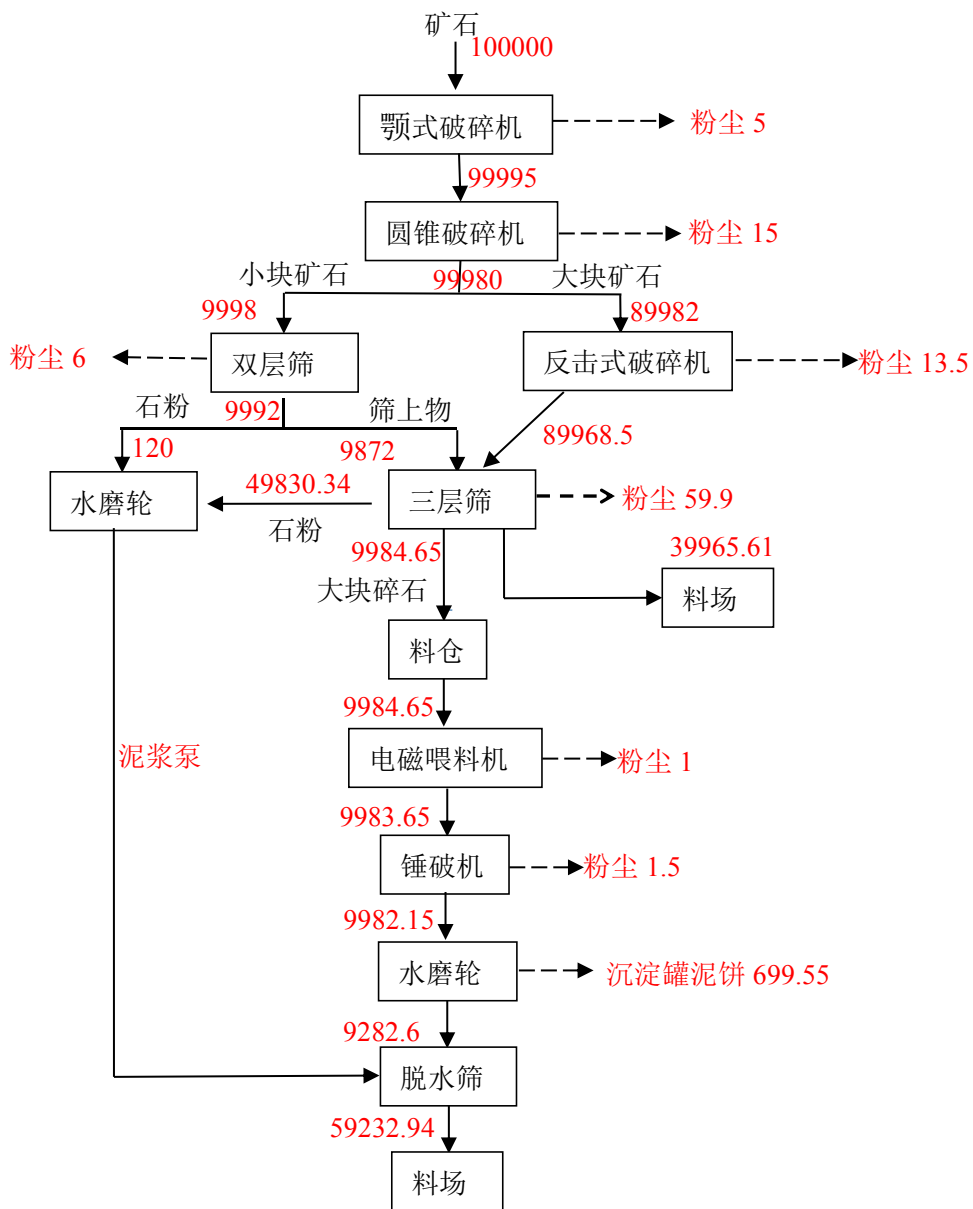 矿石
100000
颚式破碎机
粉尘 5
99995
圆锥破碎机
粉尘 15
小块矿石
99980
大块矿石
9998
89982
粉尘 6
双层筛
反击式破碎机
粉尘 13.5
石粉
9992
筛上物
89968.5
120
9872
水磨轮
49830.34
石粉
三层筛
粉尘 59.9
9984.65
39965.61
大块碎石
料场
料仓
9984.65
泥浆泵
电磁喂料机
粉尘 1
9983.65
锤破机
粉尘 1.5
9982.15
水磨轮
沉淀罐泥饼 699.55
9282.6
脱水筛
59232.94
料场